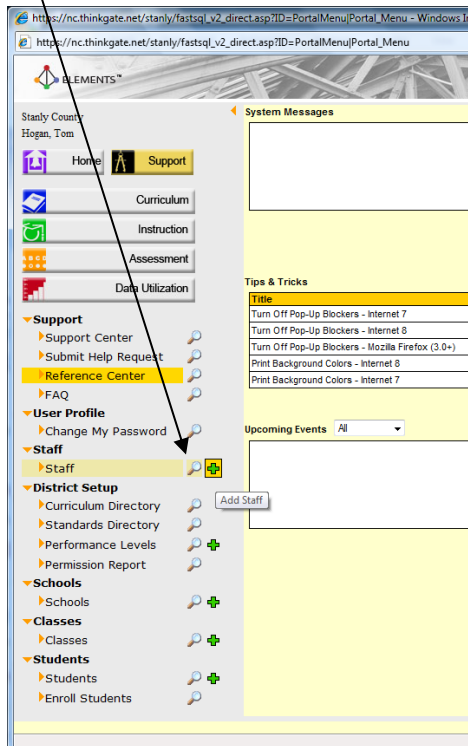 https://nc.thinkgate.net/stanly/fastsql_v2_direct.asp?ID=PortalMenu|Portal_Menu - Windows In
https://nc.thinkgate.net/stanly/fastsql_v2_direct.asp?ID=PortalMenu|Portal_Menu
ELEMENTS™
Stanly County
Hogan, Tom
Home
Support
Curriculum
Instruction
Assessment
Data Utilization
Support
Support Center
Submit Help Request
Reference Center
FAQ
User Profile
Change My Password
Staff
Staff
District Setup
Curriculum Directory
Standards Directory
Performance Levels
Permission Report
Schools
Schools
Classes
Classes
Students
Students
Enroll Students
Add Staff
System Messages
Tips & Tricks
Title
Turn Off Pop-Up Blockers - Internet 7
Turn Off Pop-Up Blockers - Internet 8
Turn Off Pop-Up Blockers - Mozilla Firefox (3.0+)
Print Background Colors - Internet 8
Print Background Colors - Internet 7
Upcoming Events All